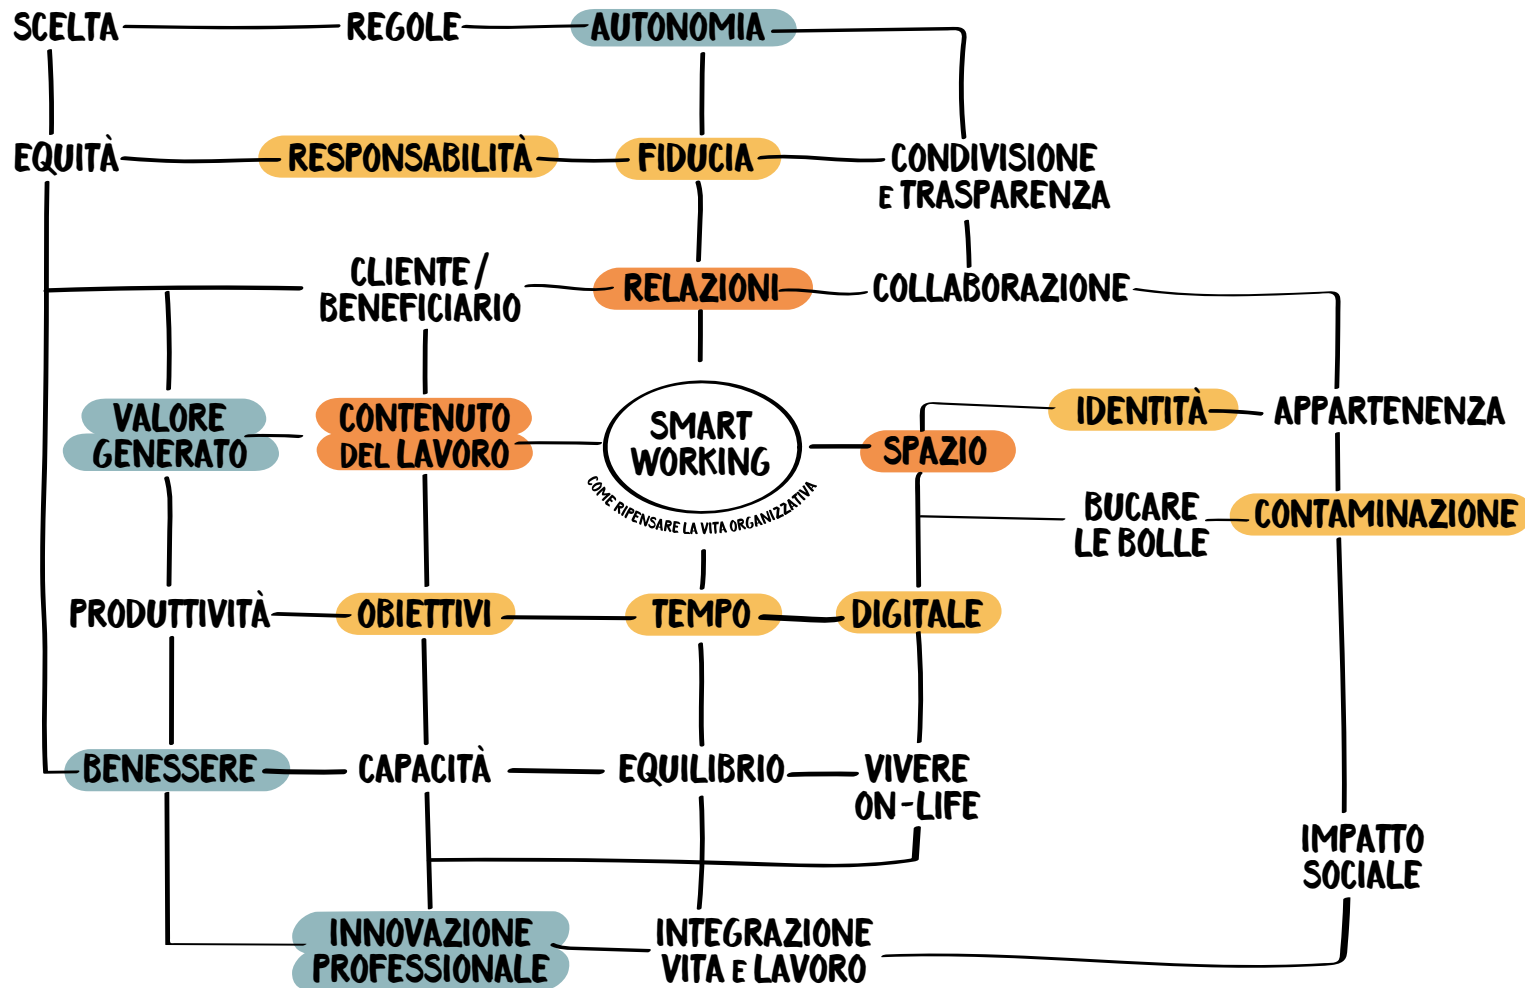 SCELTA
REGOLE
AUTONOMIA
EQUITÀ
RESPONSABILITÀ
FIDUCIA
CONDIVISIONE
E TRASPARENZA
CLIENTE /
BENEFICIARIO
RELAZIONI
COLLABORAZIONE
VALORE
GENERATO
CONTENUTO
DEL LAVORO
SMART
WORKING
COME RIPENSARE LA VITA ORGANIZZATIVA
SPAZIO
IDENTITÀ
APPARTENENZA
BUCARE
LE BOLLE
CONTAMINAZIONE
PRODUTTIVITÀ
OBIETTIVI
TEMPO
DIGITALE
BENESSERE
CAPACITÀ
EQUILIBRIO
VIVERE
ON-LIFE
IMPATTO
SOCIALE
INNOVAZIONE
PROFESSIONALE
INTEGRAZIONE
VITA E LAVORO